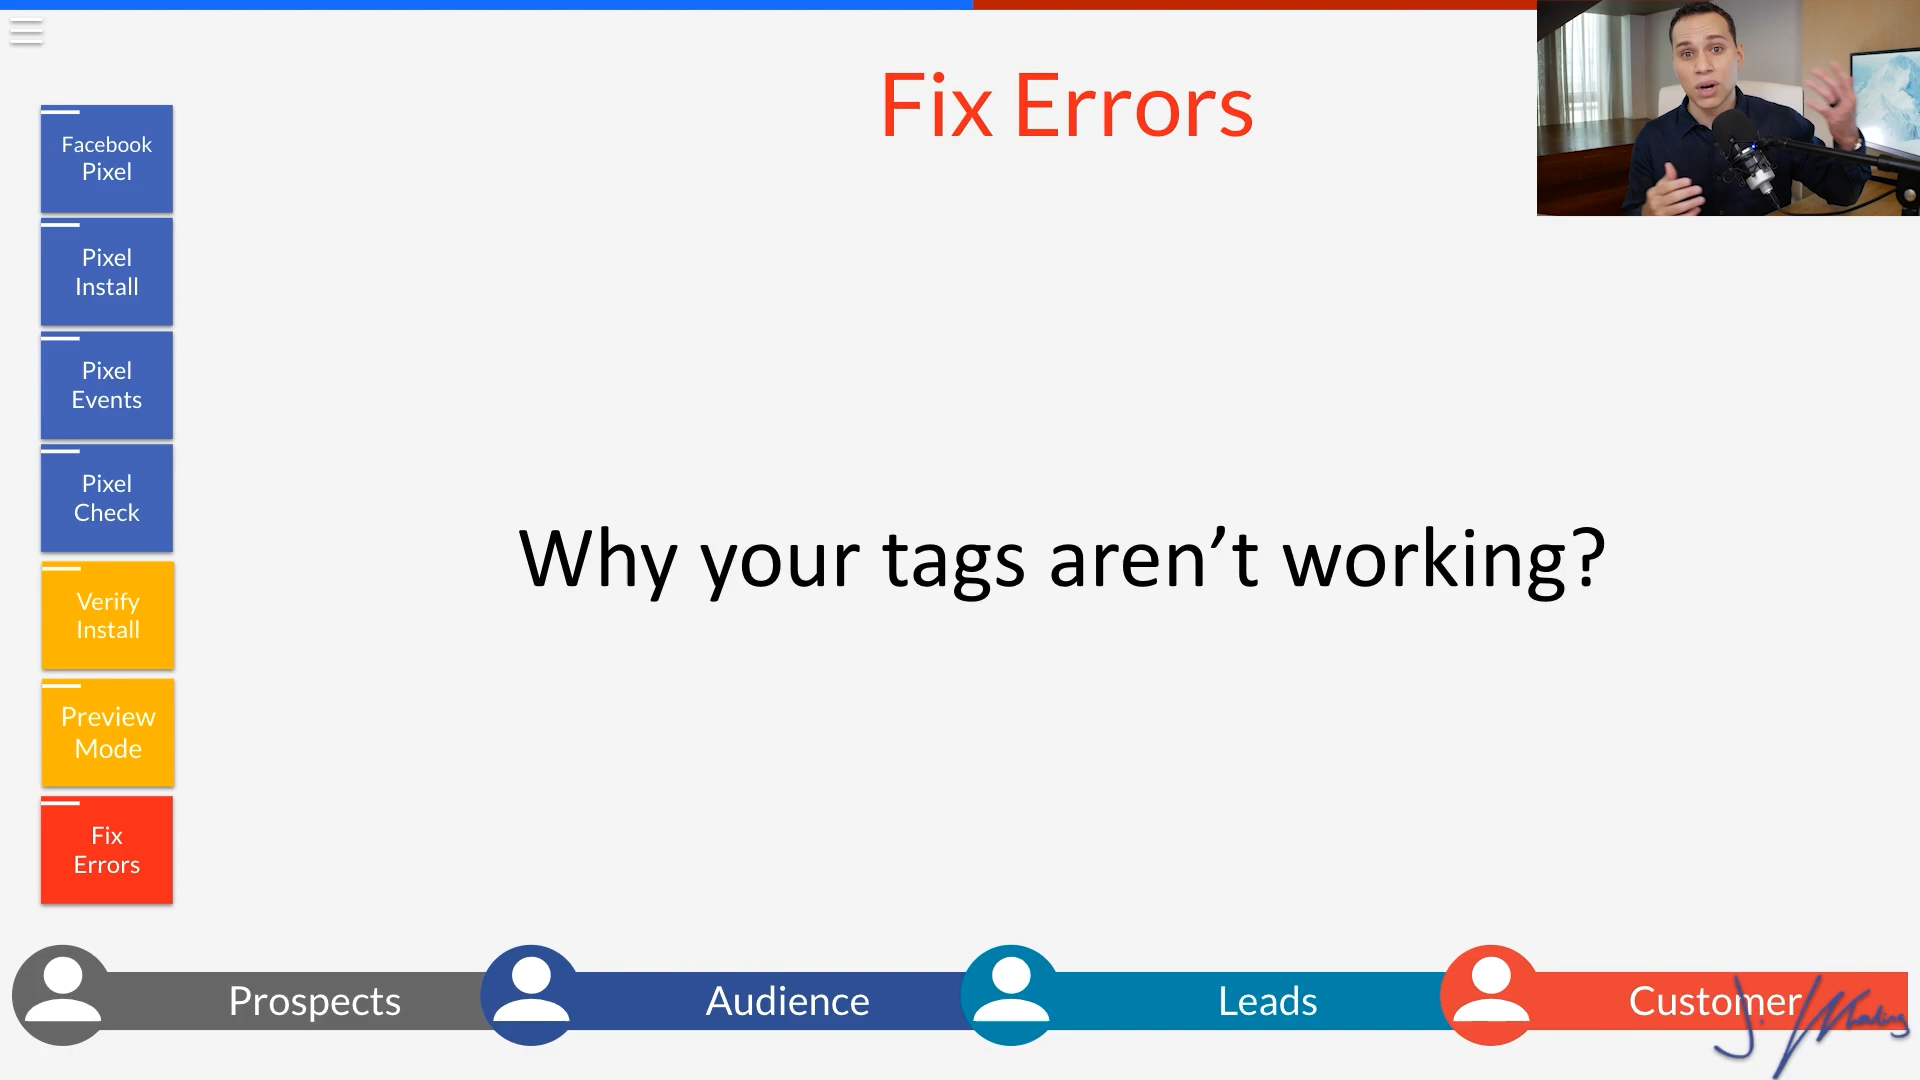 Fix Errors
Facebook
Pixel
Pixel
Install
Pixel
Events
Pixel
Check
Verify
Install
Preview
Mode
Fix
Errors
Why your tags aren’t working?
Prospects
Audience
Leads
Customer